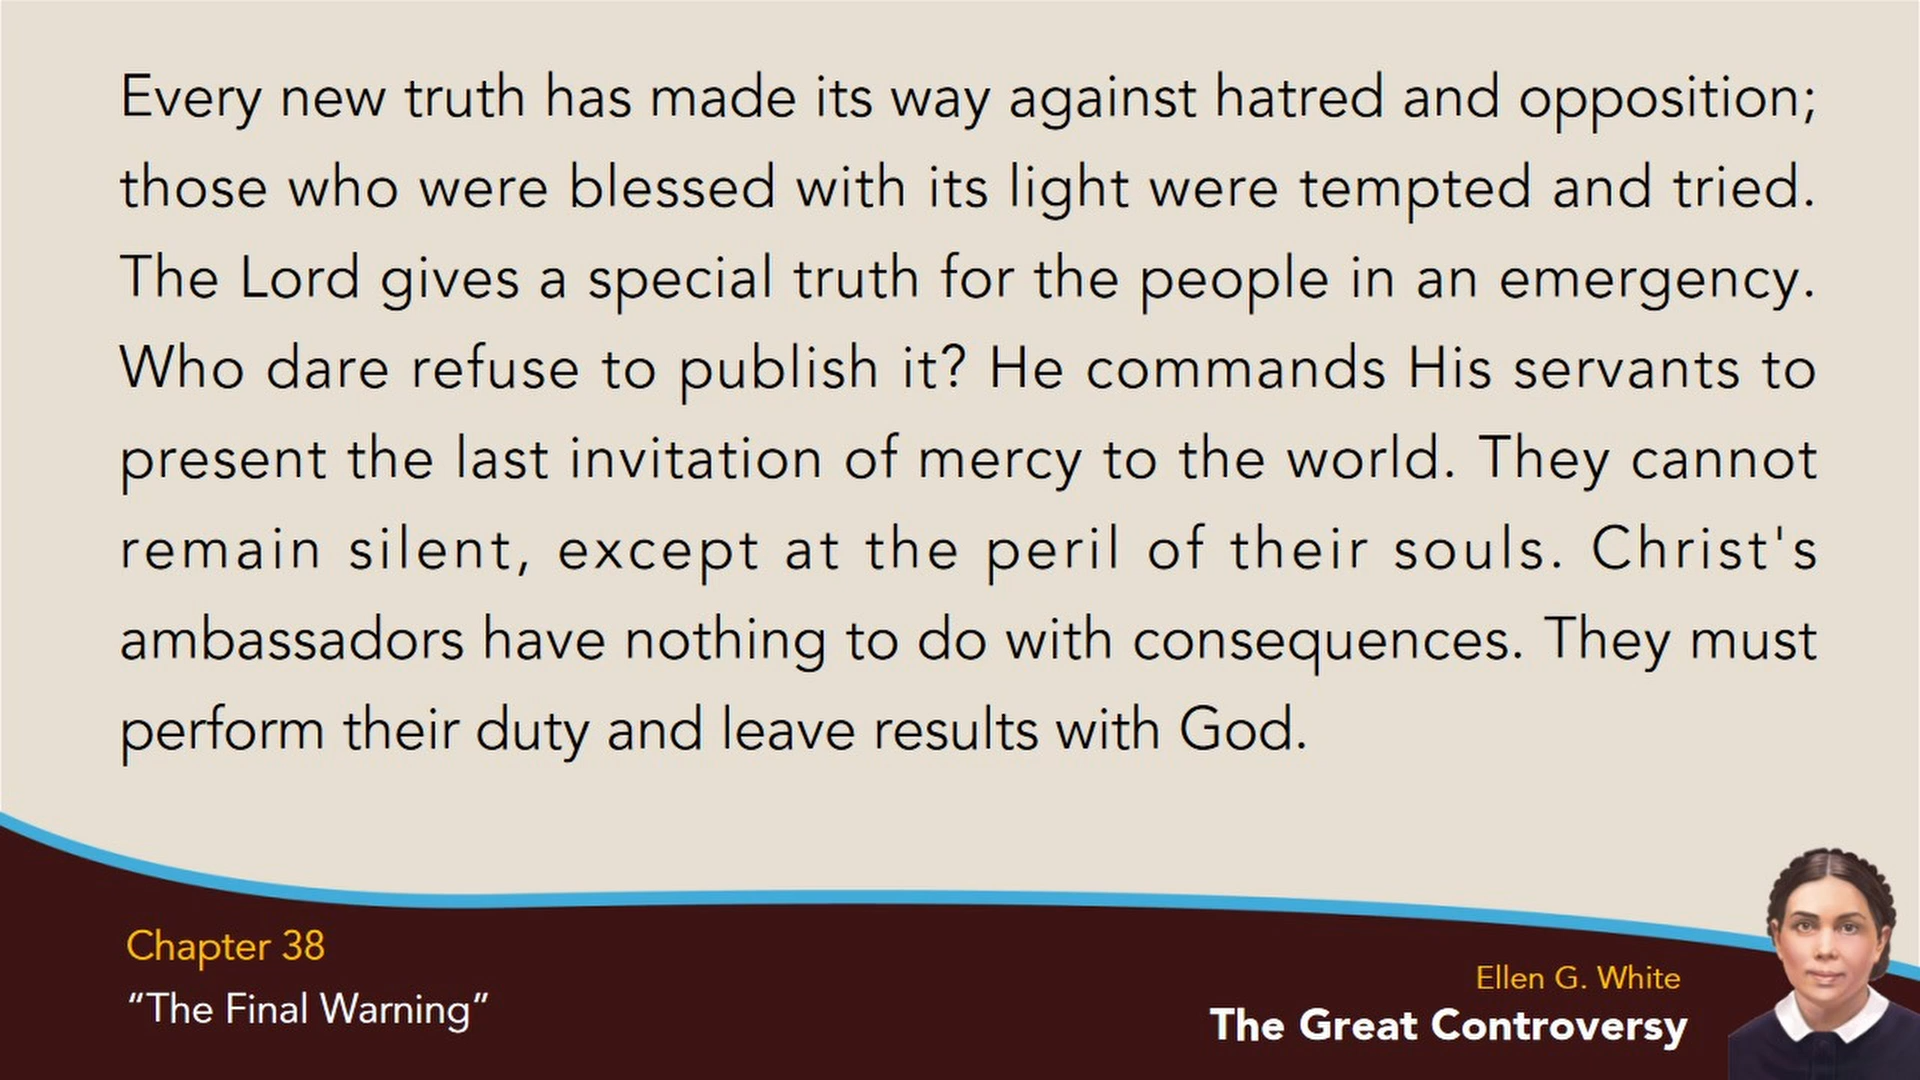 Every new truth has made its way against hatred and opposition;
those who were blessed with its light were tempted and tried.
The Lord gives a special truth for the people in an emergency.
Who dare refuse to publish it? He commands His servants to
present the last invitation of mercy to the world. They cannot
remain silent, except at the peril of their souls. Christ's
ambassadors have nothing to do with consequences. They must
perform their duty and leave results with God.
Chapter 38
“The Final Warning”
Ellen G. White
The Great Controversy